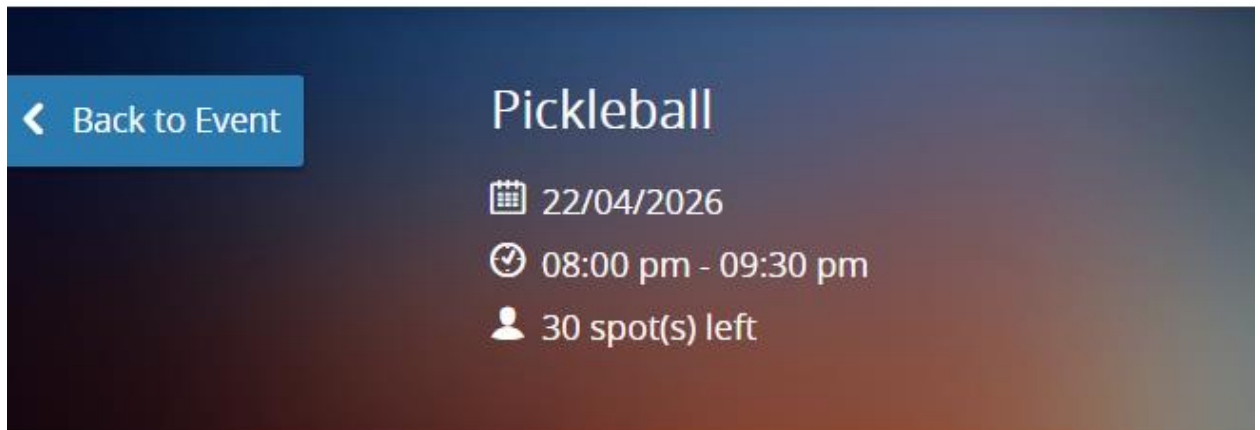 Back to Event
Pickleball
22/04/2026
08:00 pm - 09:30 pm
30 spot(s) left